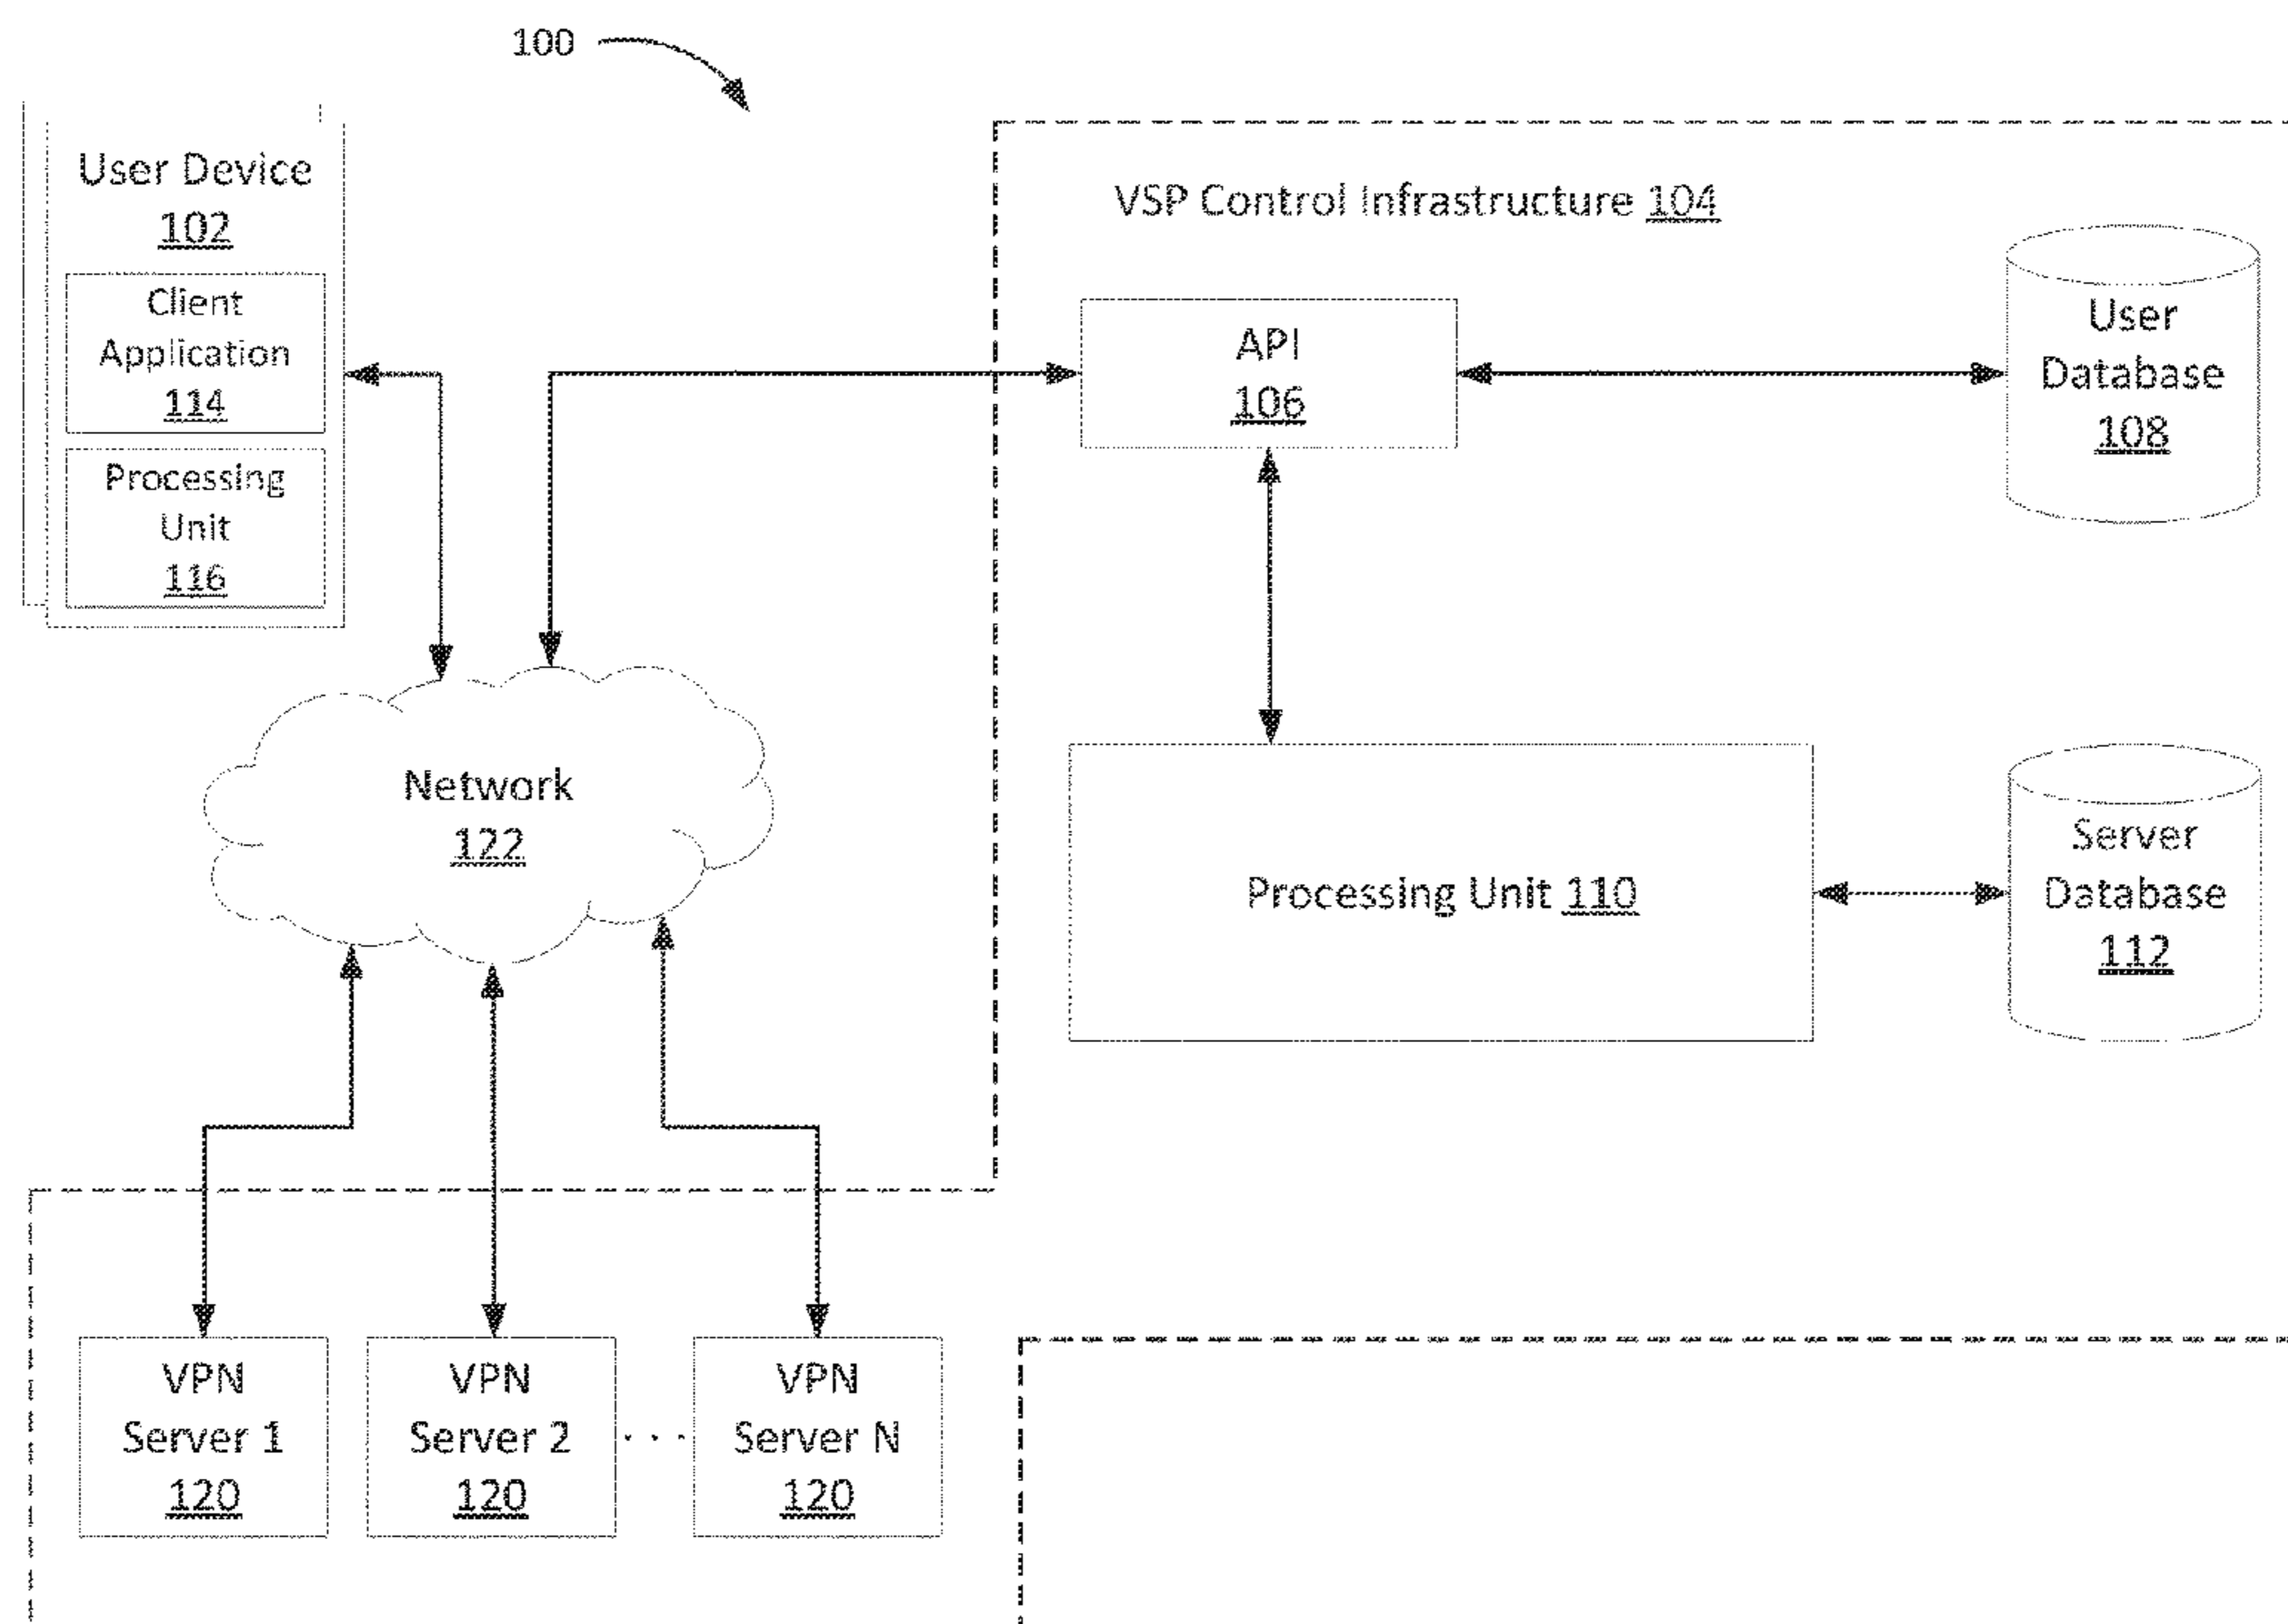 100
User Device
102
Client
Application
114
Processing
Unit
116
VSP Control Infrastructure 104
API
106
User
Database
108
Network
122
Processing Unit 110
Server
Database
112
VPN
Server 1
120
VPN
Server 2
120
. . .
VPN
Server N
120